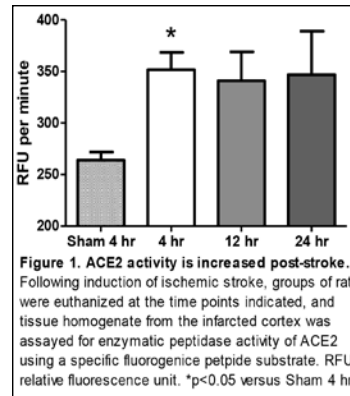 400
*
350
300
250
200
RFU per minute
Sham 4 hr 4 hr 12 hr 24 hr
Figure 1. ACE2 activity is increased post-stroke.
Following induction of ischemic stroke, groups of rat
were euthanized at the time points indicated, and
tissue homogenate from the infarcted cortex was
assayed for enzymatic peptidase activity of ACE2
using a specific fluorogenice petpide substrate. RFU
relative fluorescence unit. *p<0.05 versus Sham 4 hr